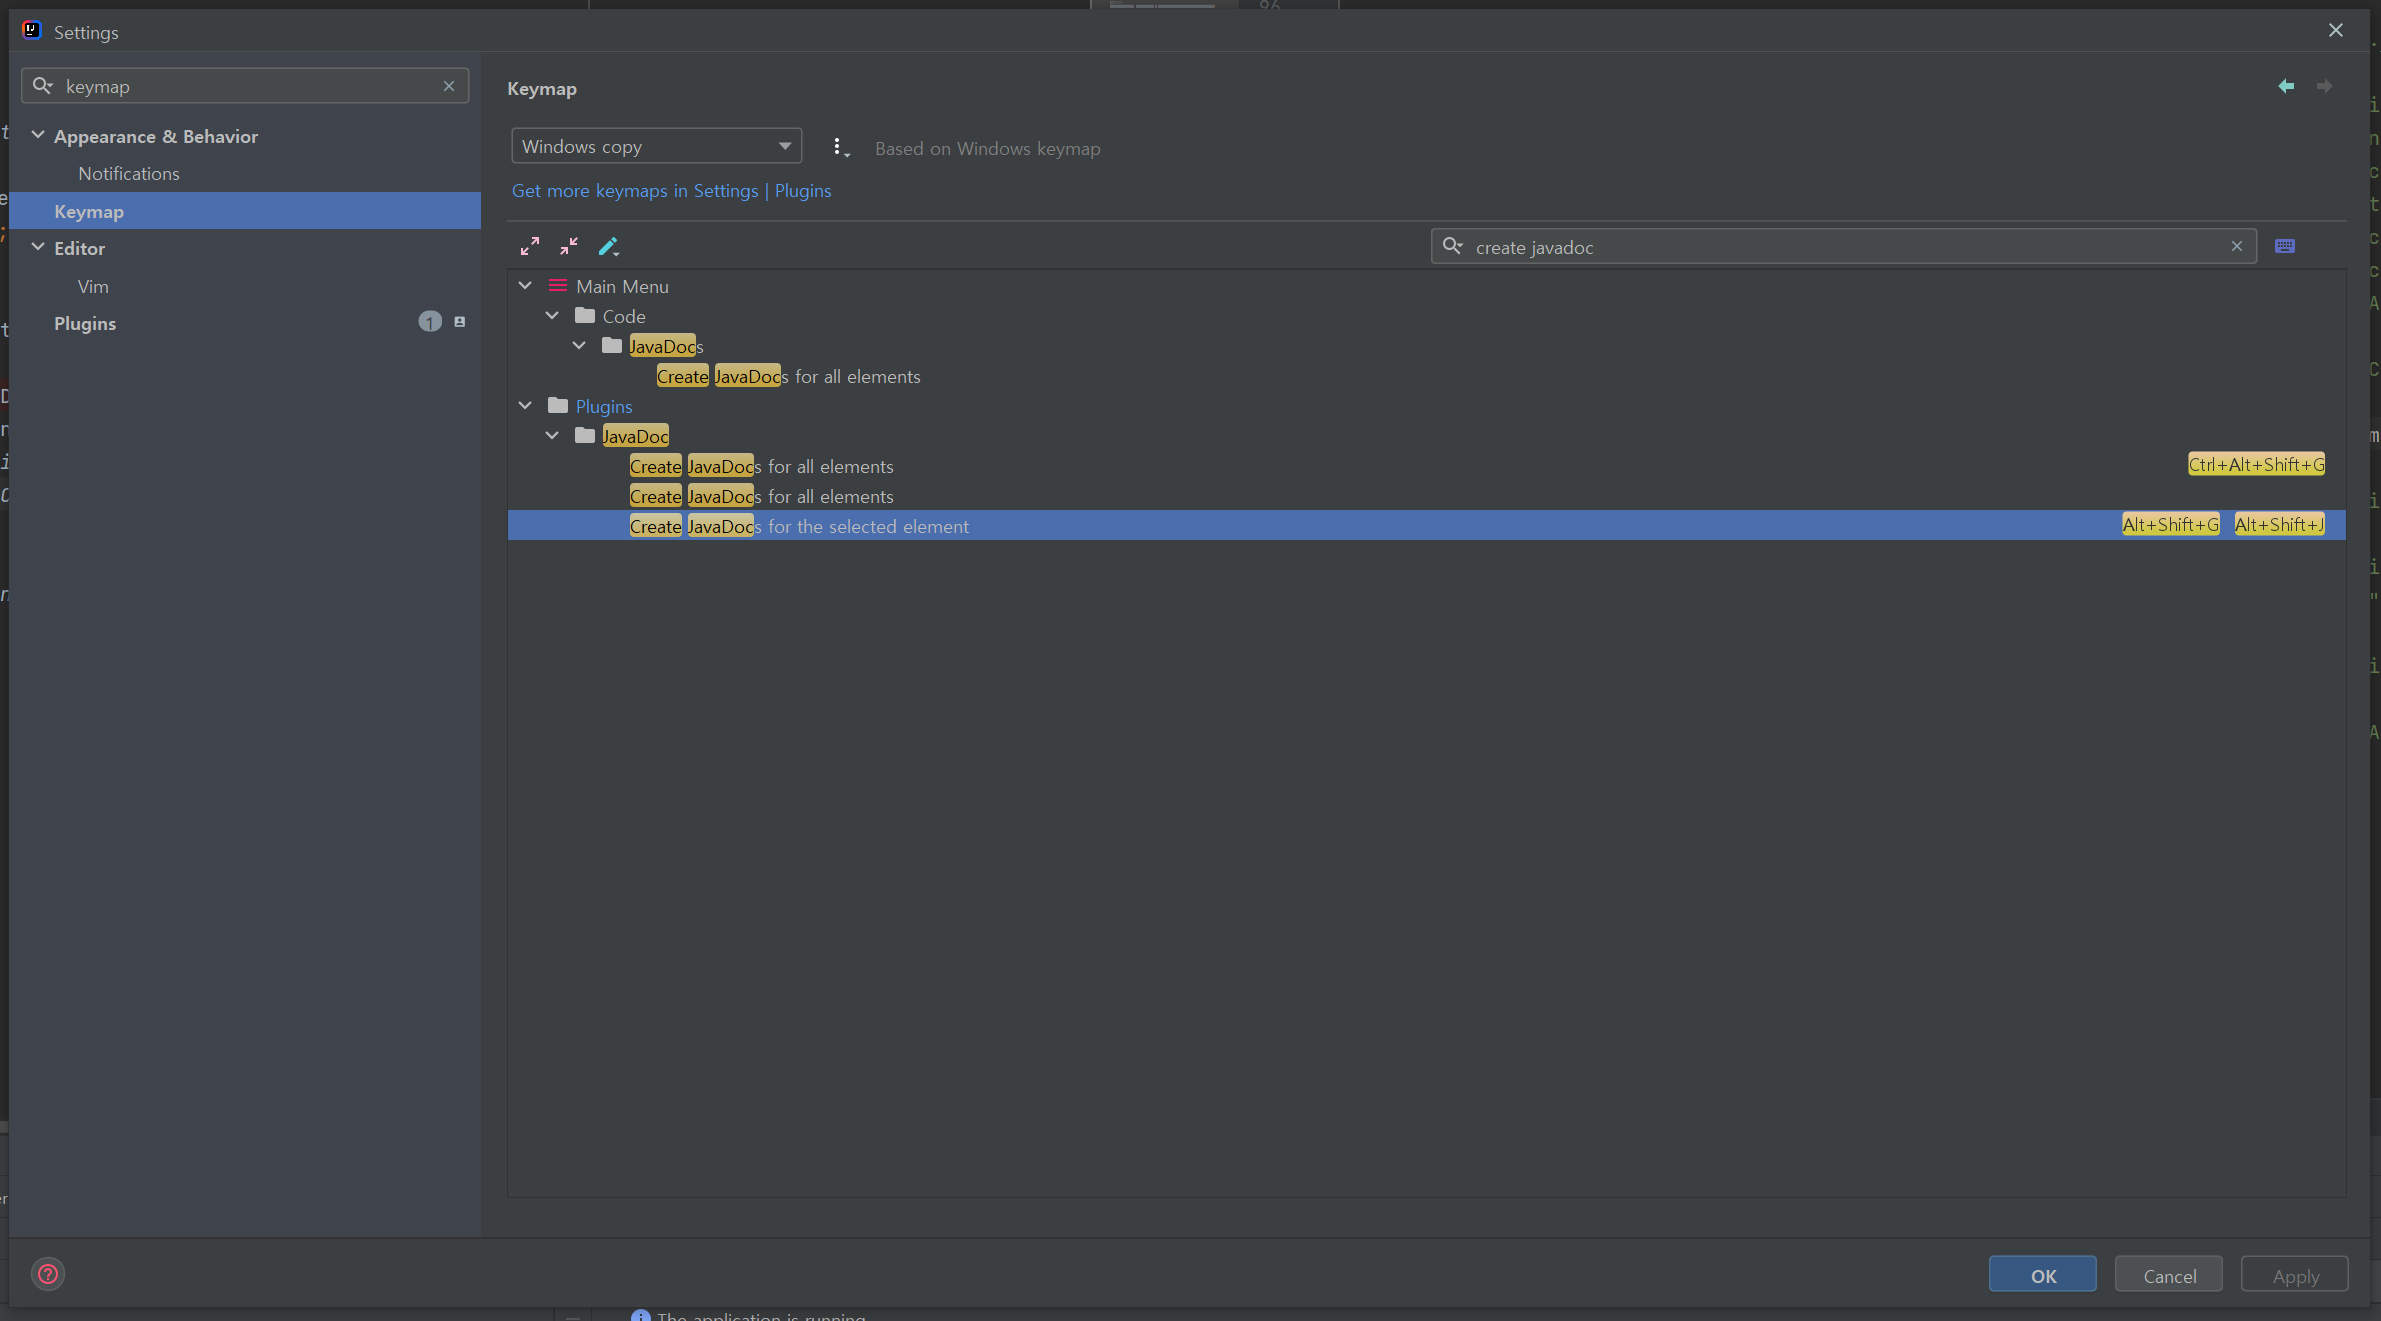 Settings
keymap
Appearance & Behavior
Notifications
Keymap
Editor
Vim
Plugins
1
Keymap
Windows copy
Based on Windows keymap
Get more keymaps in Settings | Plugins
create javadoc
Main Menu
Code
JavaDocs
Create JavaDocs for all elements
Plugins
JavaDoc
Create JavaDocs for all elements Ctrl+Alt+Shift+G
Create JavaDocs for all elements
Create JavaDocs for the selected element Alt+Shift+G Alt+Shift+J
OK
Cancel
Apply
The application is running